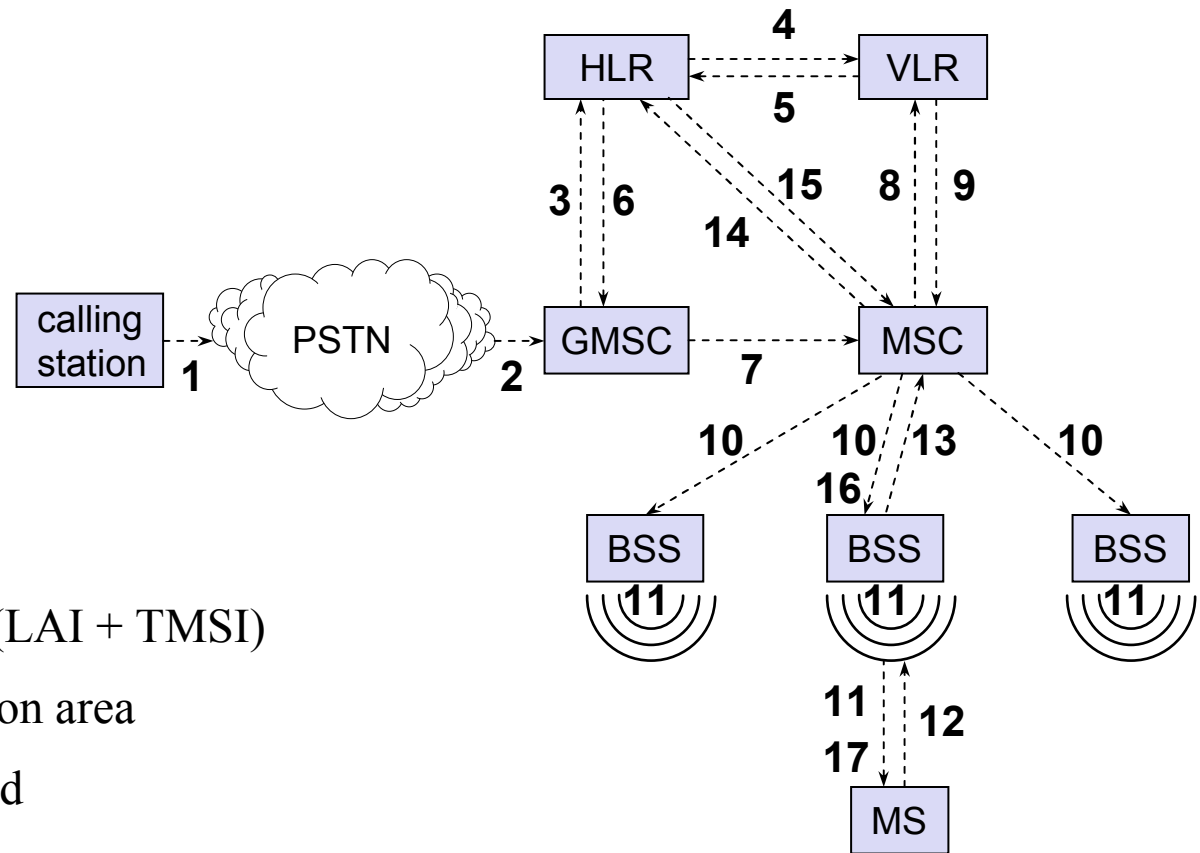 4
HLR
VLR
5
3
6
15
8
9
14
calling
station
PSTN
GMSC
MSC
1
2
7
10
10
13
10
16
BSS
BSS
BSS
11
11
11
(LAI + TMSI)
on area
11
12
17
d
MS